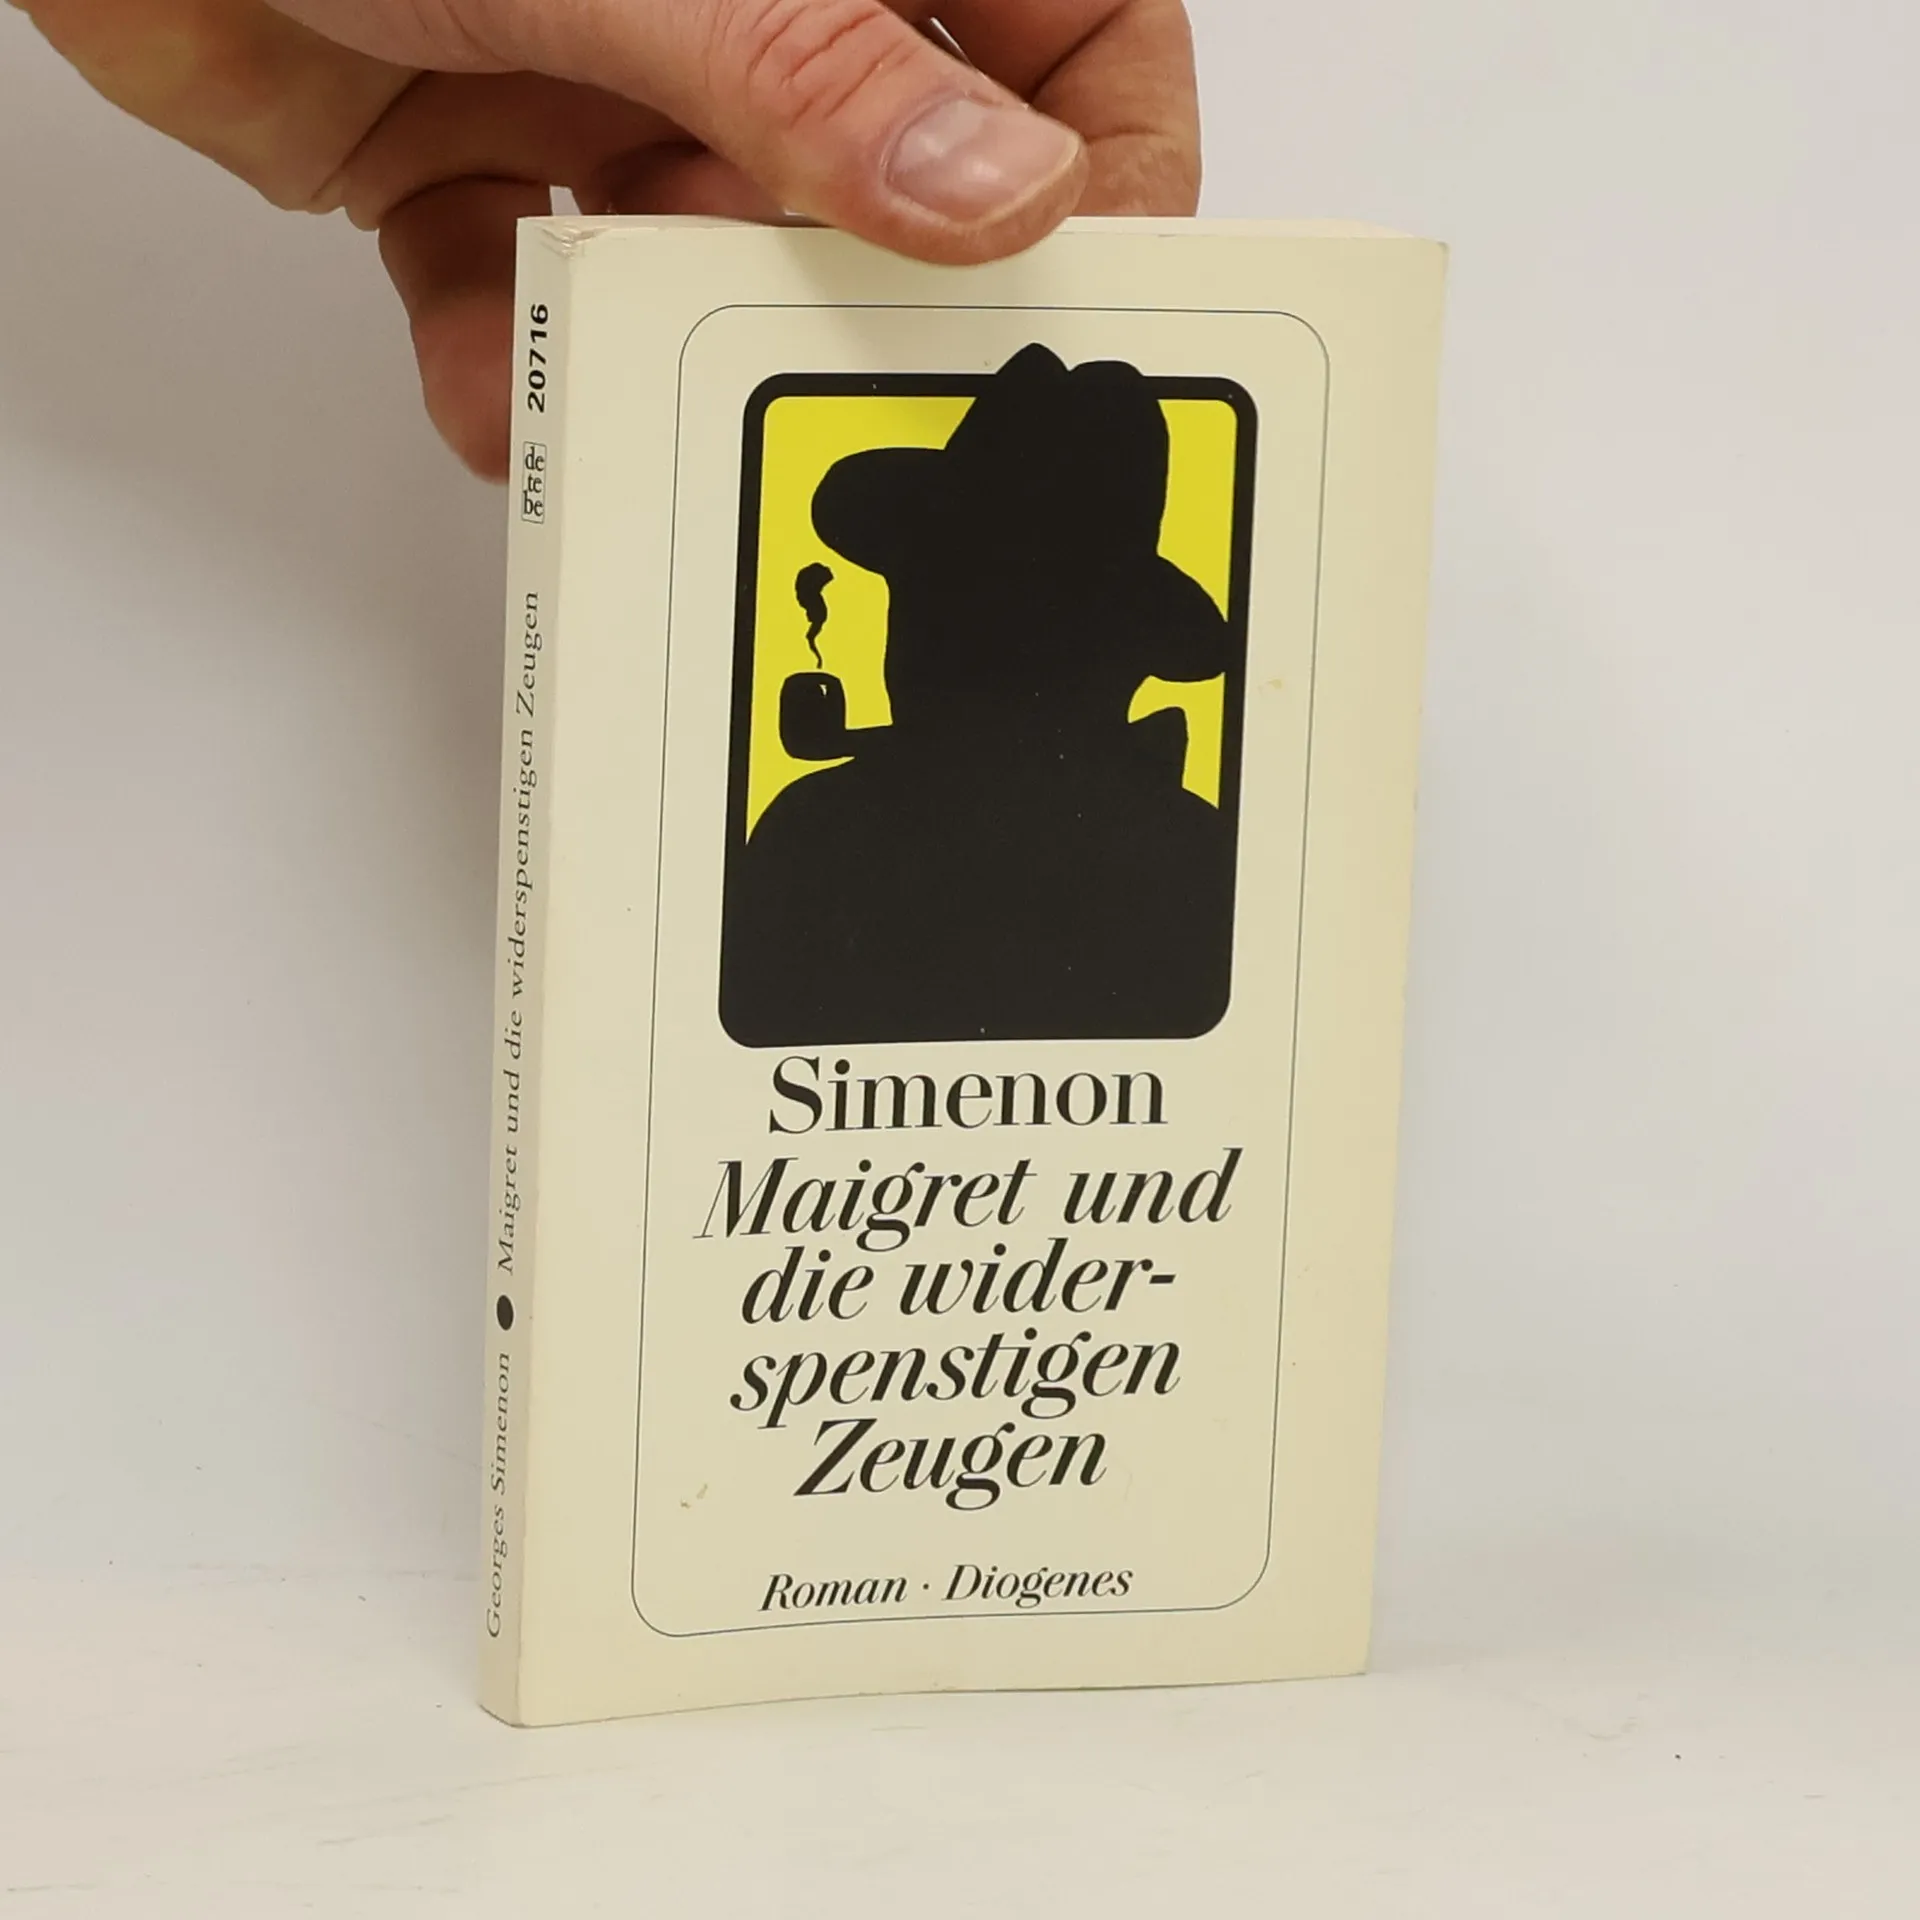 20716
de
te
be
Georges Simenon ● Maigret und die widerspenstigen Zeugen
Simenon
Maigret und
die wider-
spenstigen
Zeugen
Roman · Diogenes